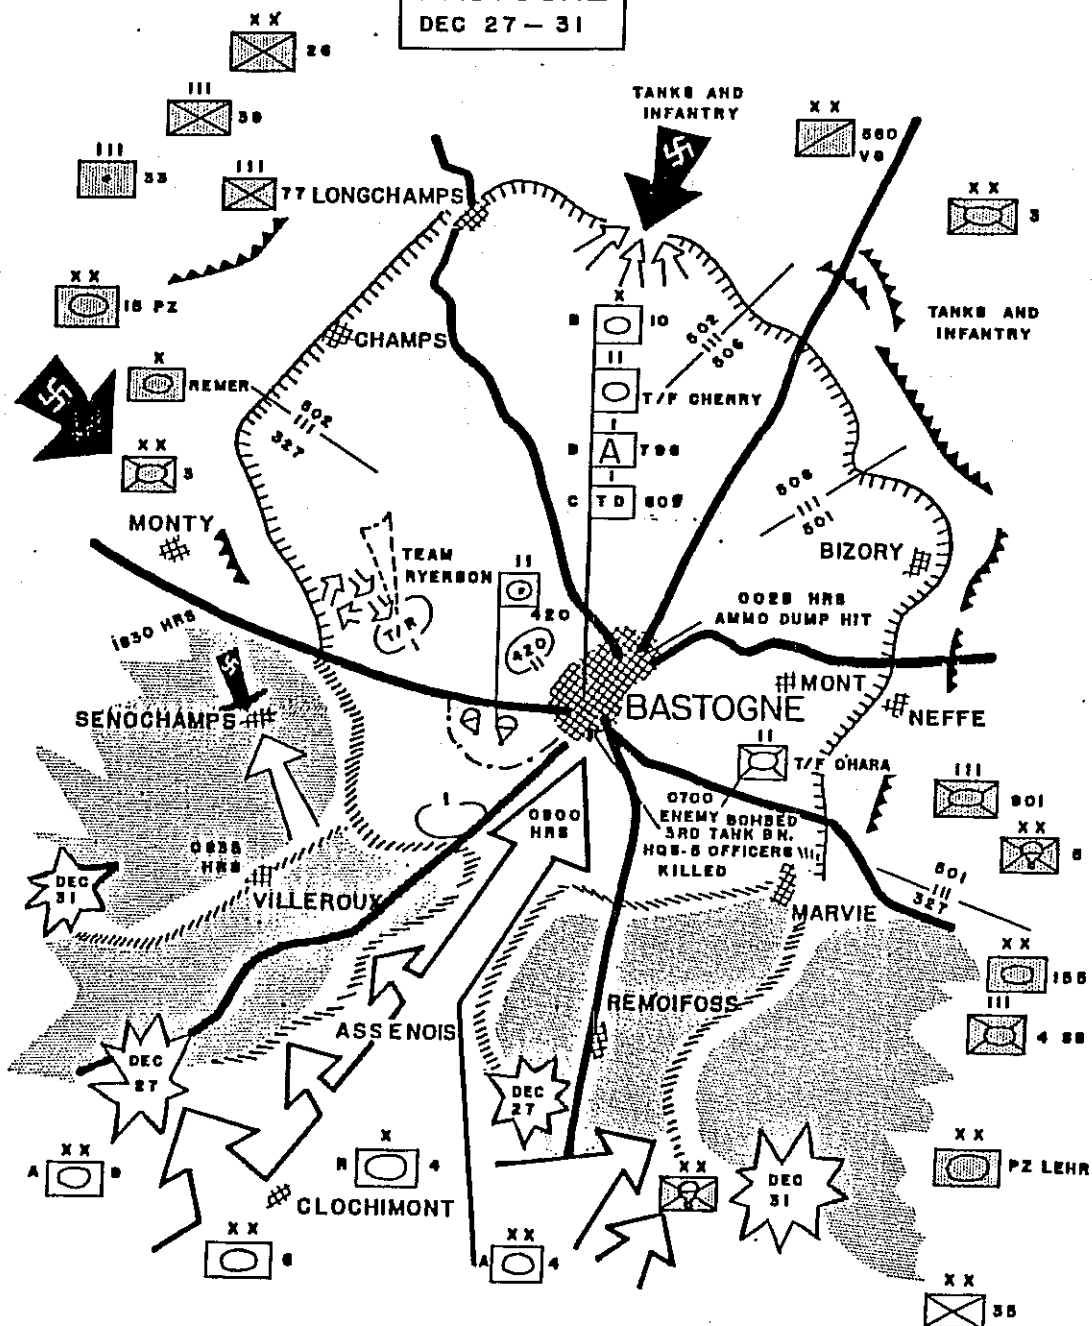 DEC 27 — 31
XX
26
III
39
III
33
III
77 LONGCHAMPS
TANKS AND
INFANTRY
XX
560
VG
XX
3
XX
15 PZ
X
REMER
XX
3
CHAMPS
502
III
327
X
B 10
II
T/F CHERRY
I
B A 796
I
C TD 609
502
III
506
TANKS AND
INFANTRY
506
III
501
BIZORY
MONTY
TEAM
RYERSON
T/R
I
II
420
420
II
0025 HRS
AMMO DUMP HIT
1830 HRS
SENOCHAMPS
BASTOGNE
MONT
NEFFE
II
T/F O'HARA
0700
ENEMY BOMBED
3RD TANK BN.
HQS-5 OFFICERS
KILLED
0900
HRS
I
III
901
XX
5
0835
HRS
DEC
31
VILLEROUX
MARVIE
501
III
327
XX
155
III
4 SS
ASSENOIS
REMOIFOSS
DEC
27
DEC
27
XX
A 9
X
R 4
CLOCHIMONT
XX
6
XX
A 4
XX
DEC
31
XX
PZ LEHR
XX
35